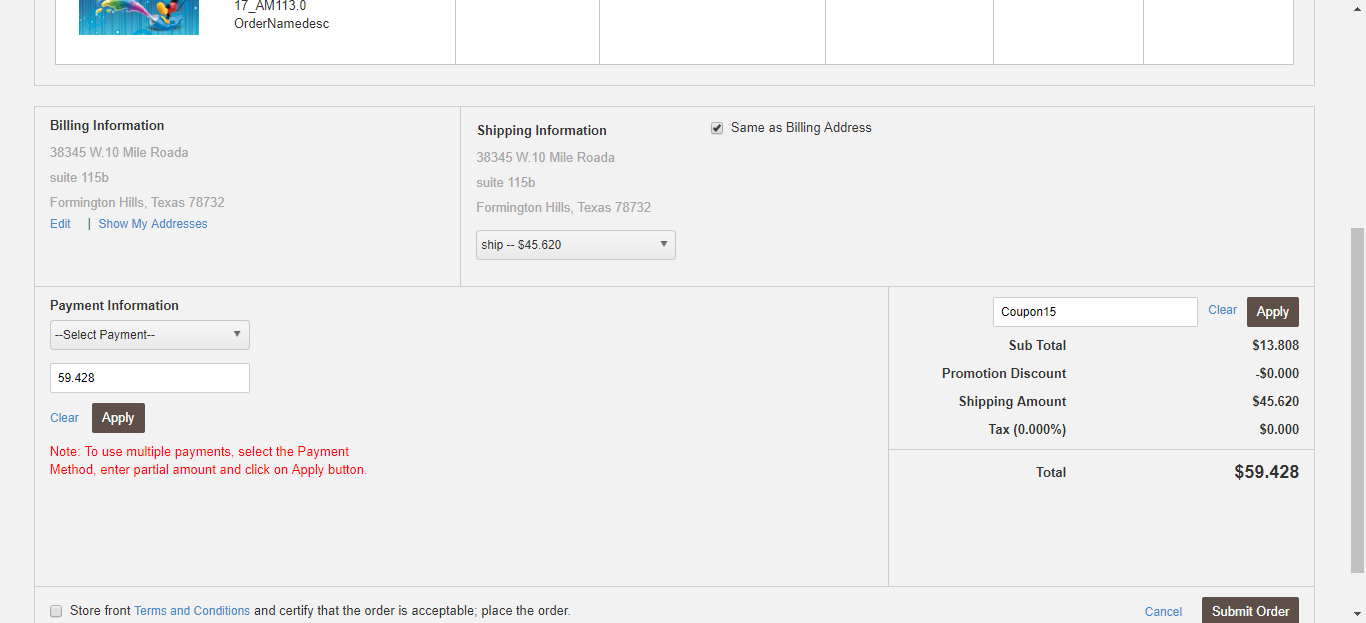 17_AM113.0
OrderNamedesc
Billing Information
38345 W.10 Mile Roada
suite 115b
Formington Hills, Texas 78732
Edit | Show My Addresses
Shipping Information
Same as Billing Address
38345 W.10 Mile Roada
suite 115b
Formington Hills, Texas 78732
ship -- $45.620
Payment Information
--Select Payment--
59.428
Clear Apply
Note: To use multiple payments, select the Payment
Method, enter partial amount and click on Apply button.
Coupon15 Clear Apply
Sub Total $13.808
Promotion Discount -$0.000
Shipping Amount $45.620
Tax (0.000%) $0.000
Total $59.428
Store front Terms and Conditions and certify that the order is acceptable; place the order.
Cancel Submit Order